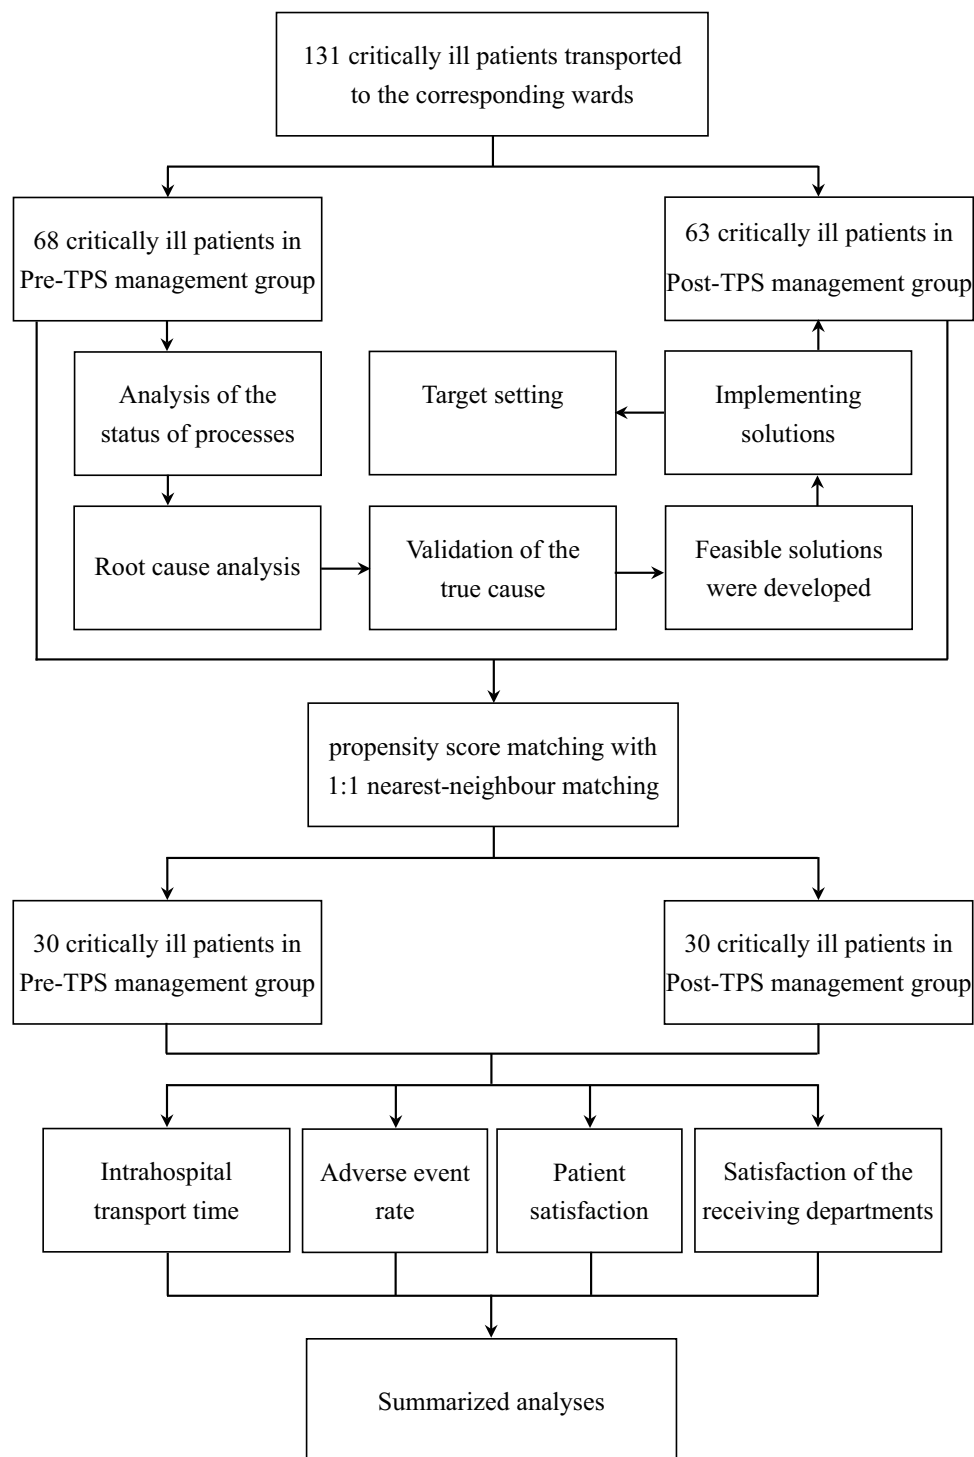 131 critically ill patients transported
to the corresponding wards
68 critically ill patients in
Pre-TPS management group
63 critically ill patients in
Post-TPS management group
Analysis of the
status of processes
Target setting
Implementing
solutions
Root cause analysis
Validation of the
true cause
Feasible solutions
were developed
propensity score matching with
1:1 nearest-neighbour matching
30 critically ill patients in
Pre-TPS management group
30 critically ill patients in
Post-TPS management group
Intrahospital
transport time
Adverse event
rate
Patient
satisfaction
Satisfaction of the
receiving departments
Summarized analyses